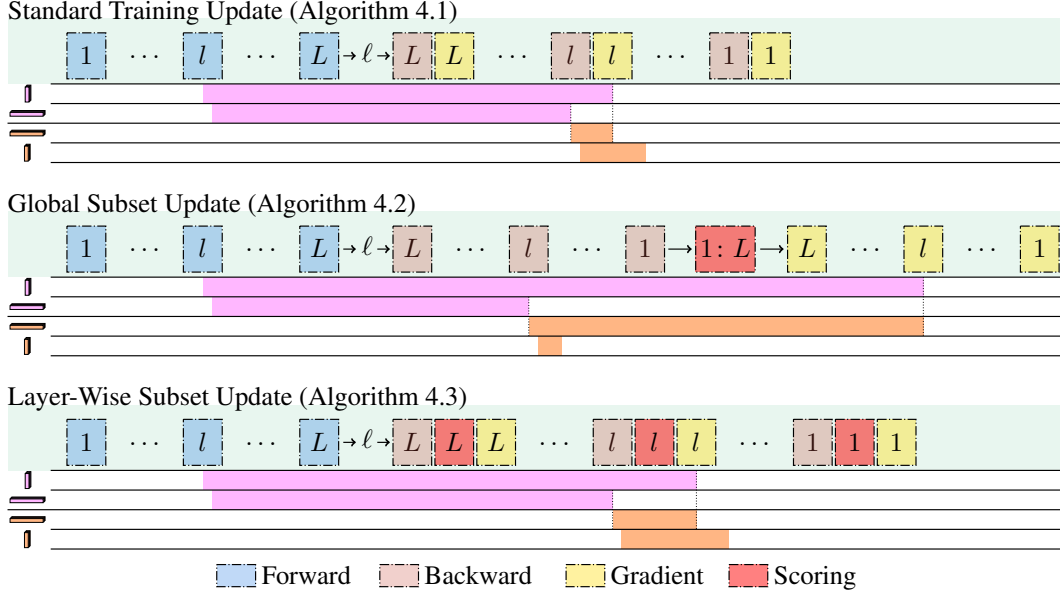 Standard Training Update (Algorithm 4.1)
1 ⋯ l ⋯ L → ℓ → L L ⋯ l l ⋯ 1 1
Global Subset Update (Algorithm 4.2)
1 ⋯ l ⋯ L → ℓ → L ⋯ l ⋯ 1 → 1: L → L ⋯ l ⋯ 1
Layer-Wise Subset Update (Algorithm 4.3)
1 ⋯ l ⋯ L → ℓ → L L L ⋯ l l l ⋯ 1 1 1
Forward Backward Gradient Scoring